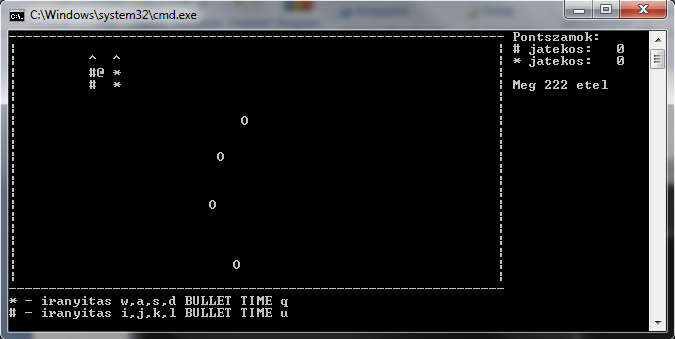 C:\Windows\system32\cmd.exe
Pontszamok:
# jatekos: 0
* jatekos: 0
Meg 222 etel
^ ^
#@ *
# *
O
O
O
O
* - iranyitas w,a,s,d BULLET TIME q
# - iranyitas i,j,k,l BULLET TIME u